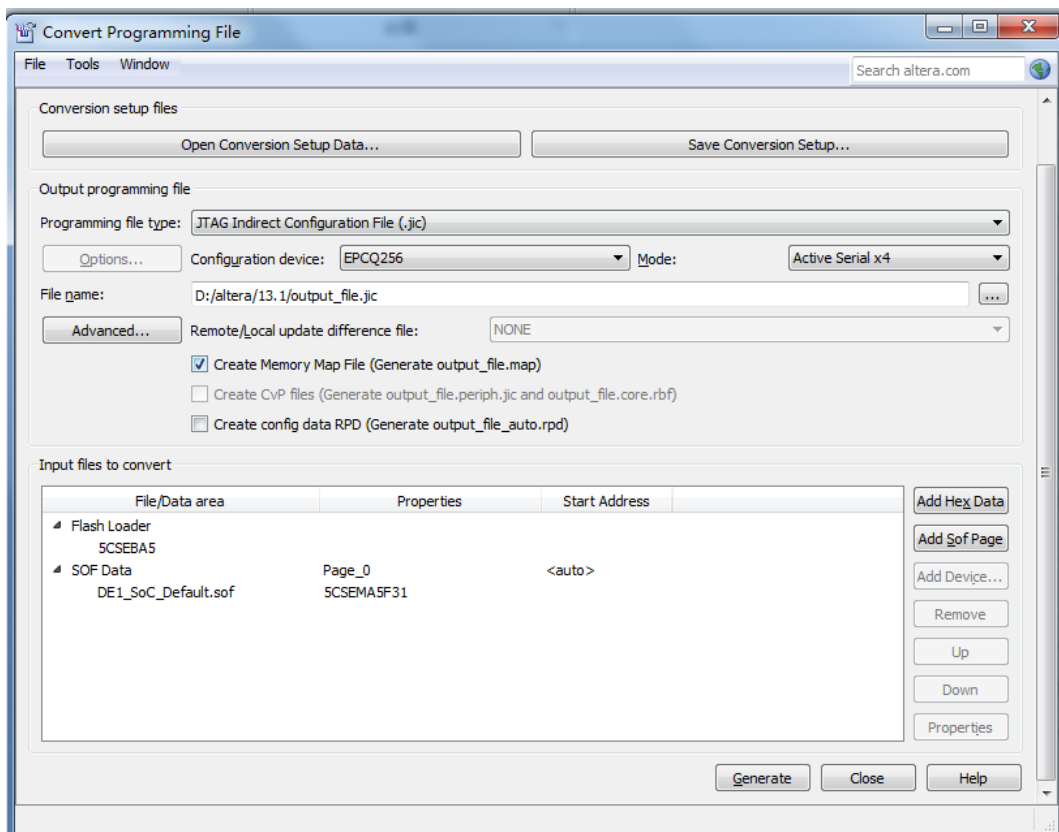 Convert Programming File
File Tools Window
Search altera.com
Conversion setup files
Open Conversion Setup Data... Save Conversion Setup...
Output programming file
Programming file type: JTAG Indirect Configuration File (.jic)
Options... Configuration device: EPCQ256 Mode: Active Serial x4
File name: D:/altera/13.1/output_file.jic ...
Advanced... Remote/Local update difference file: NONE
Create Memory Map File (Generate output_file.map)
Create CvP files (Generate output_file.periph.jic and output_file.core.rbf)
Create config data RPD (Generate output_file_auto.rpd)
Input files to convert
File/Data area Properties Start Address
Add Hex Data
Flash Loader
5CSEBA5
Add Sof Page
SOF Data Page_0 <auto>
Add Device...
DE1_SoC_Default.sof 5CSEMA5F31
Remove
Up
Down
Properties
Generate Close Help